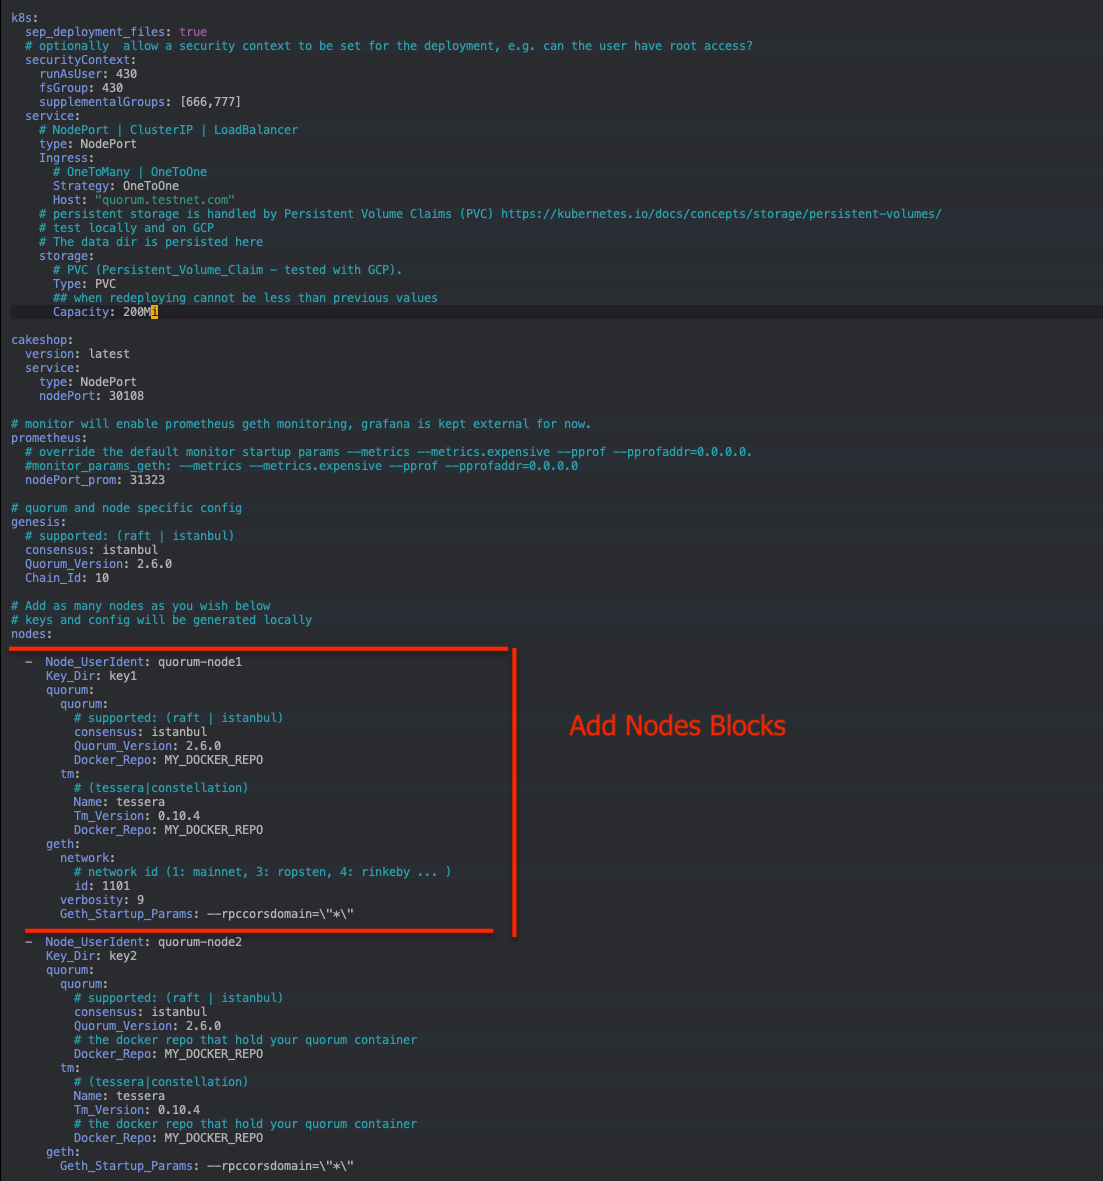 k8s:
  sep_deployment_files: true
  # optionally  allow a security context to be set for the deployment, e.g. can the user have root access?
  securityContext:
    runAsUser: 430
    fsGroup: 430
    supplementalGroups: [666,777]
  service:
    # NodePort | ClusterIP | LoadBalancer
    type: NodePort
    Ingress:
      # OneToMany | OneToOne
      Strategy: OneToOne
      Host: "quorum.testnet.com"
    # persistent storage is handled by Persistent Volume Claims (PVC) https://kubernetes.io/docs/concepts/storage/persistent-volumes/
    # test locally and on GCP
    # The data dir is persisted here
    storage:
      # PVC (Persistent_Volume_Claim - tested with GCP).
      Type: PVC
      ## when redeploying cannot be less than previous values
      Capacity: 200Mi

cakeshop:
  version: latest
  service:
    type: NodePort
    nodePort: 30108

# monitor will enable prometheus geth monitoring, grafana is kept external for now.
prometheus:
  # override the default monitor startup params --metrics --metrics.expensive --pprof --pprofaddr=0.0.0.0.
  #monitor_params_geth: --metrics --metrics.expensive --pprof --pprofaddr=0.0.0.0
  nodePort_prom: 31323

# quorum and node specific config
genesis:
  # supported: (raft | istanbul)
  consensus: istanbul
  Quorum_Version: 2.6.0
  Chain_Id: 10

# Add as many nodes as you wish below
# keys and config will be generated locally
nodes:

  -  Node_UserIdent: quorum-node1
     Key_Dir: key1
     quorum:
       quorum:
         # supported: (raft | istanbul)
         consensus: istanbul
         Quorum_Version: 2.6.0
         Docker_Repo: MY_DOCKER_REPO
       tm:
         # (tessera|constellation)
         Name: tessera
         Tm_Version: 0.10.4
         Docker_Repo: MY_DOCKER_REPO
     geth:
       network:
         # network id (1: mainnet, 3: ropsten, 4: rinkeby ... )
         id: 1101
       verbosity: 9
       Geth_Startup_Params: --rpccorsdomain=\"*\"

Add Nodes Blocks

  -  Node_UserIdent: quorum-node2
     Key_Dir: key2
     quorum:
       quorum:
         # supported: (raft | istanbul)
         consensus: istanbul
         Quorum_Version: 2.6.0
         # the docker repo that hold your quorum container
         Docker_Repo: MY_DOCKER_REPO
       tm:
         # (tessera|constellation)
         Name: tessera
         Tm_Version: 0.10.4
         # the docker repo that hold your quorum container
         Docker_Repo: MY_DOCKER_REPO
     geth:
       Geth_Startup_Params: --rpccorsdomain=\"*\"